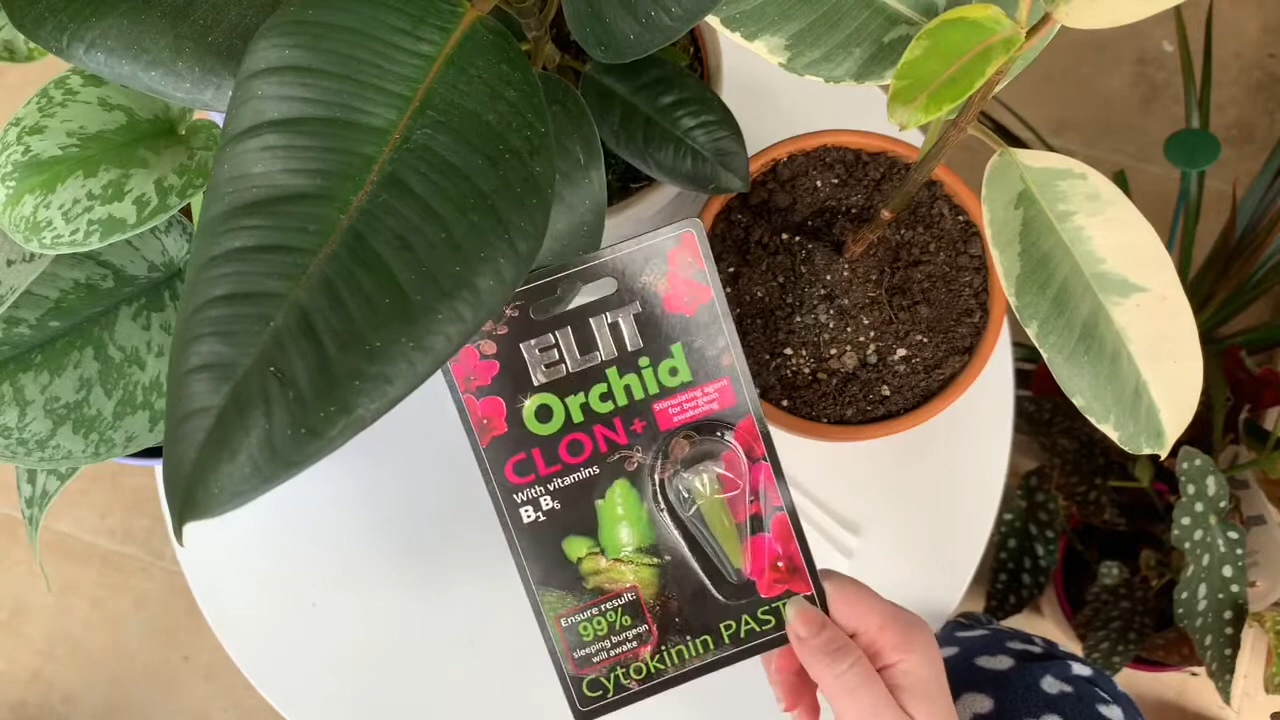 ELIT
Orchid
CLON+
Stimulating agent
for burgeon
awakening
With vitamins
B1B6
Ensure result:
99%
sleeping burgeon
will awake
Cytokinin PAST